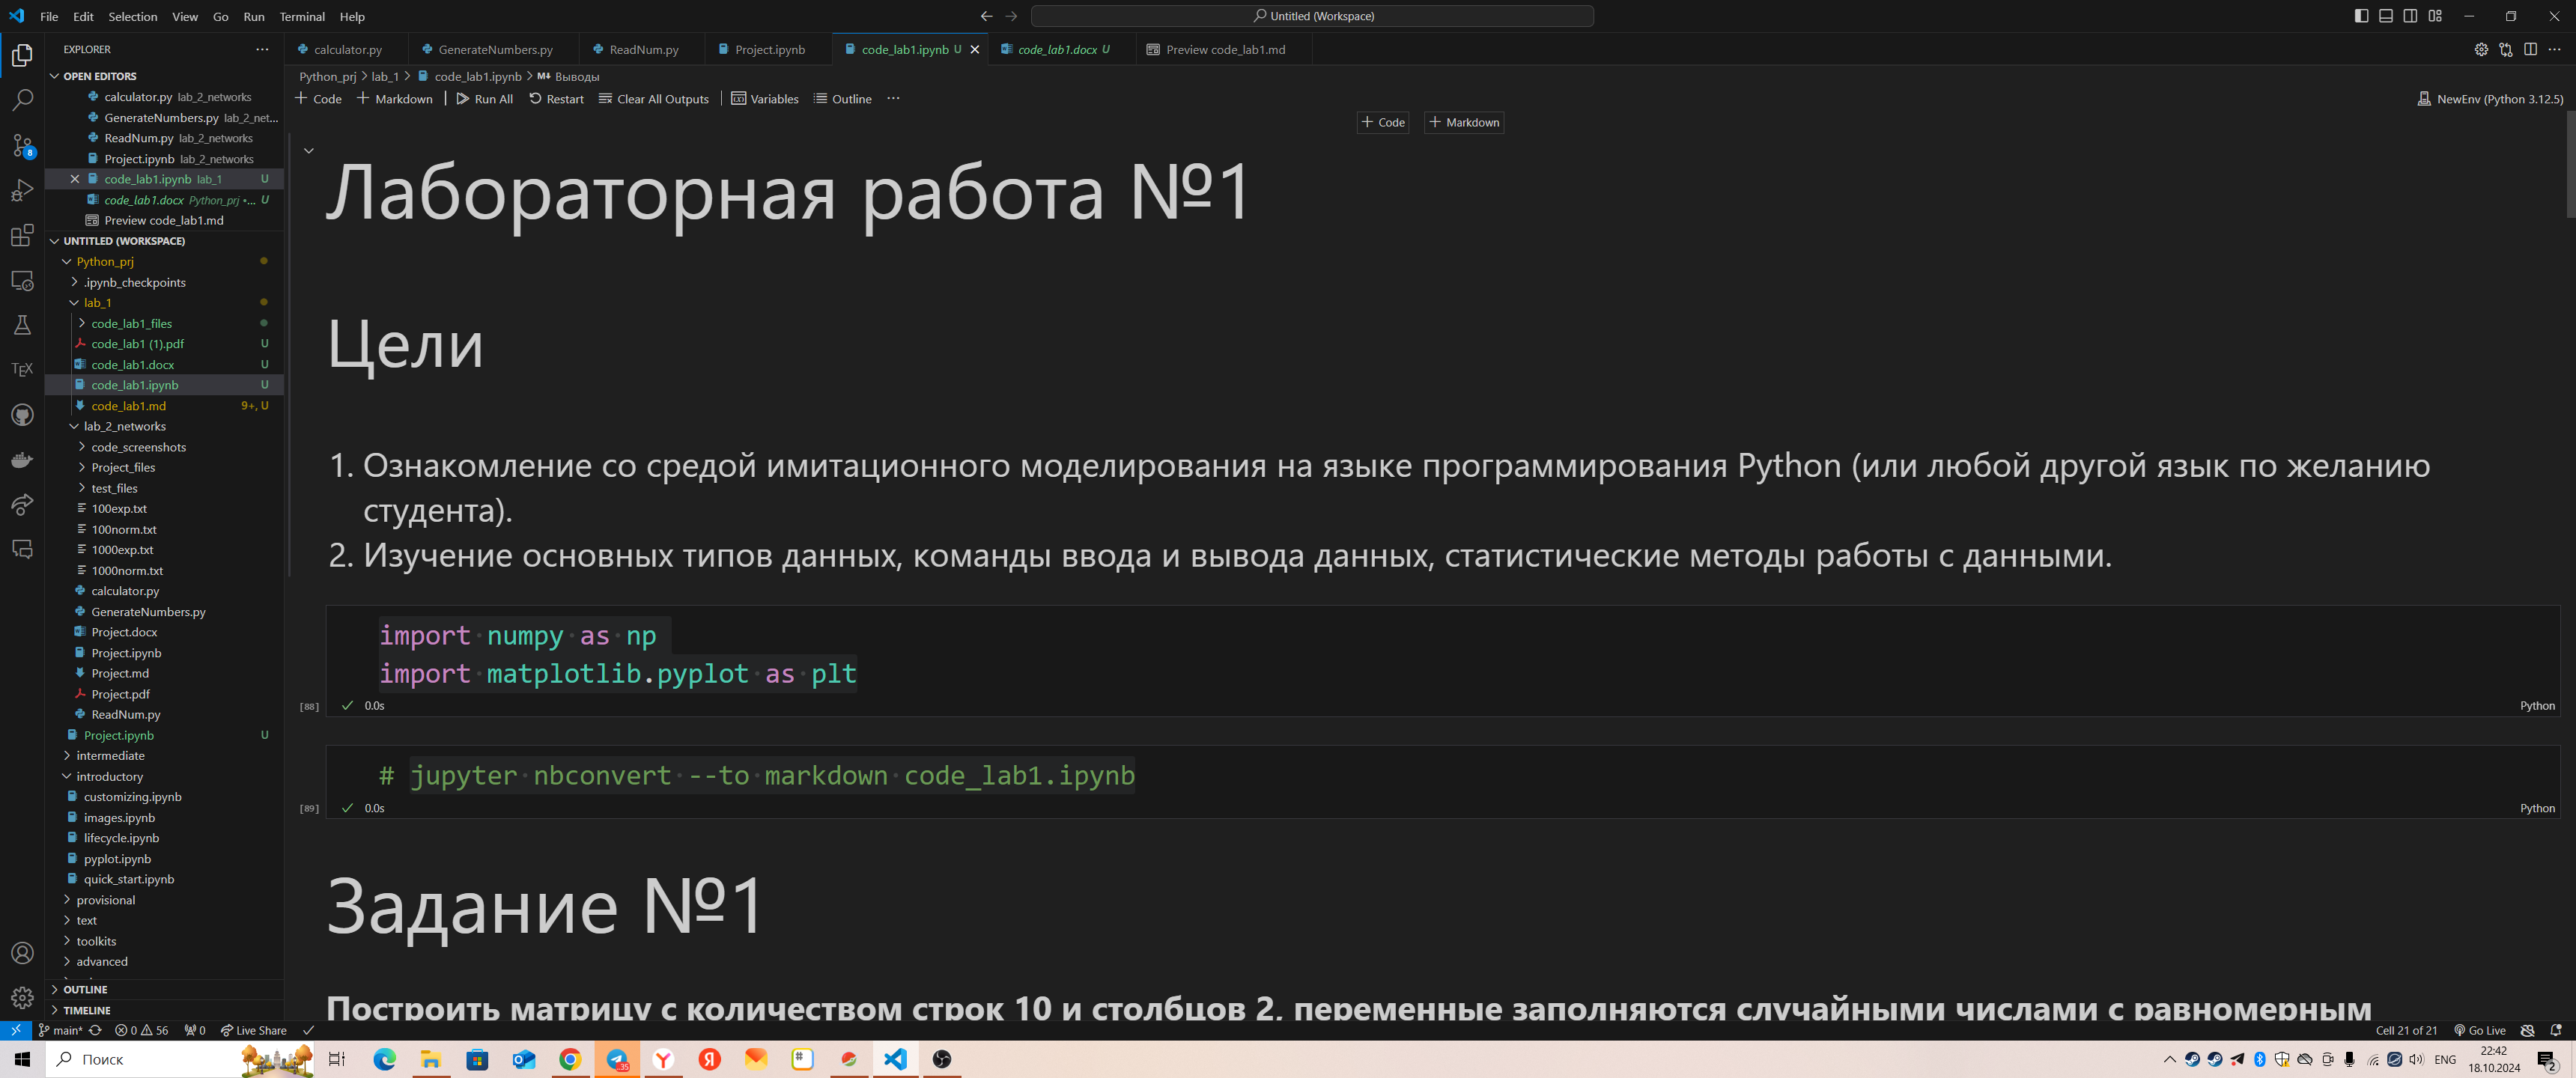 File Edit Selection View Go Run Terminal Help
Untitled (Workspace)
EXPLORER
calculator.py
GenerateNumbers.py
ReadNum.py
Project.ipynb
code_lab1.ipynb U
code_lab1.docx U
Preview code_lab1.md
OPEN EDITORS
calculator.py lab_2_networks
GenerateNumbers.py lab_2_net...
ReadNum.py lab_2_networks
Project.ipynb lab_2_networks
code_lab1.ipynb lab_1 U
code_lab1.docx Python_prj •... U
Preview code_lab1.md
UNTITLED (WORKSPACE)
Python_prj
.ipynb_checkpoints
lab_1
code_lab1_files
code_lab1 (1).pdf U
code_lab1.docx U
code_lab1.ipynb U
code_lab1.md 9+, U
lab_2_networks
code_screenshots
Project_files
test_files
100exp.txt
100norm.txt
1000exp.txt
1000norm.txt
calculator.py
GenerateNumbers.py
Project.docx
Project.ipynb
Project.md
Project.pdf
ReadNum.py
Project.ipynb U
intermediate
introductory
customizing.ipynb
images.ipynb
lifecycle.ipynb
pyplot.ipynb
quick_start.ipynb
provisional
text
toolkits
advanced
OUTLINE
TIMELINE
8
TEX
Python_prj > lab_1 > code_lab1.ipynb > M↓ Выводы
+ Code + Markdown Run All Restart Clear All Outputs Variables Outline ...
NewEnv (Python 3.12.5)
+ Code + Markdown
Лабораторная работа №1
Цели
1. Ознакомление со средой имитационного моделирования на языке программирования Python (или любой другой язык по желанию
студента).
2. Изучение основных типов данных, команды ввода и вывода данных, статистические методы работы с данными.
import numpy as np
import matplotlib.pyplot as plt
[88] 0.0s Python
# jupyter nbconvert --to markdown code_lab1.ipynb
[89] 0.0s Python
Задание №1
Построить матрицу с количеством строк 10 и столбцов 2, переменные заполняются случайными числами с равномерным
main* 0 56 0 Live Share
Cell 21 of 21 Go Live
Поиск
35
ENG
22:42
18.10.2024
2